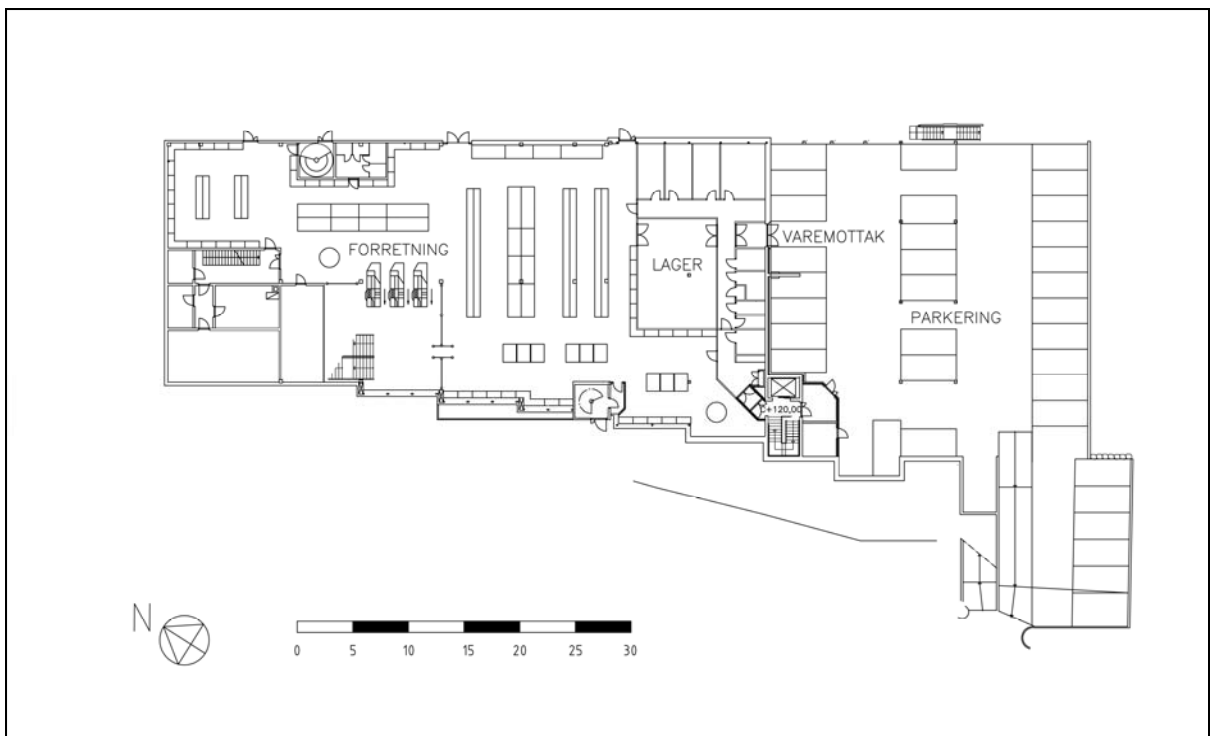 VAREMOTTAK
FORRETNING
LAGER
PARKERING
C+120,00
N
0 5 10 15 20 25 30